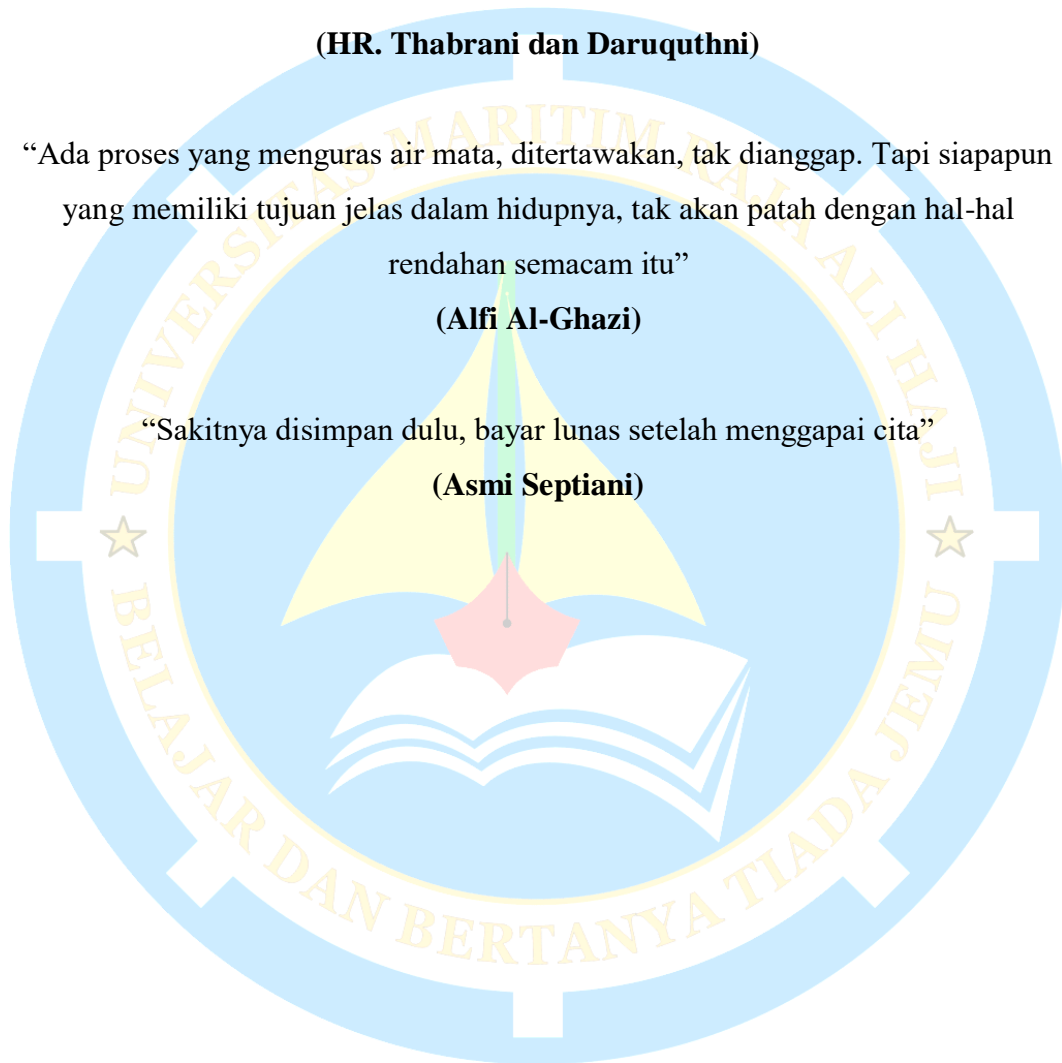 (HR. Thabrani dan Daruquthni)
“Ada proses yang menguras air mata, ditertawakan, tak dianggap. Tapi siapapun
yang memiliki tujuan jelas dalam hidupnya, tak akan patah dengan hal-hal
rendahan semacam itu”
(Alfi Al-Ghazi)
“Sakitnya disimpan dulu, bayar lunas setelah menggapai cita”
(Asmi Septiani)
UNIVERSITAS MARITIM RAJA ALI HAJI
BELAJAR DAN BERTANYA TIADA JEMU